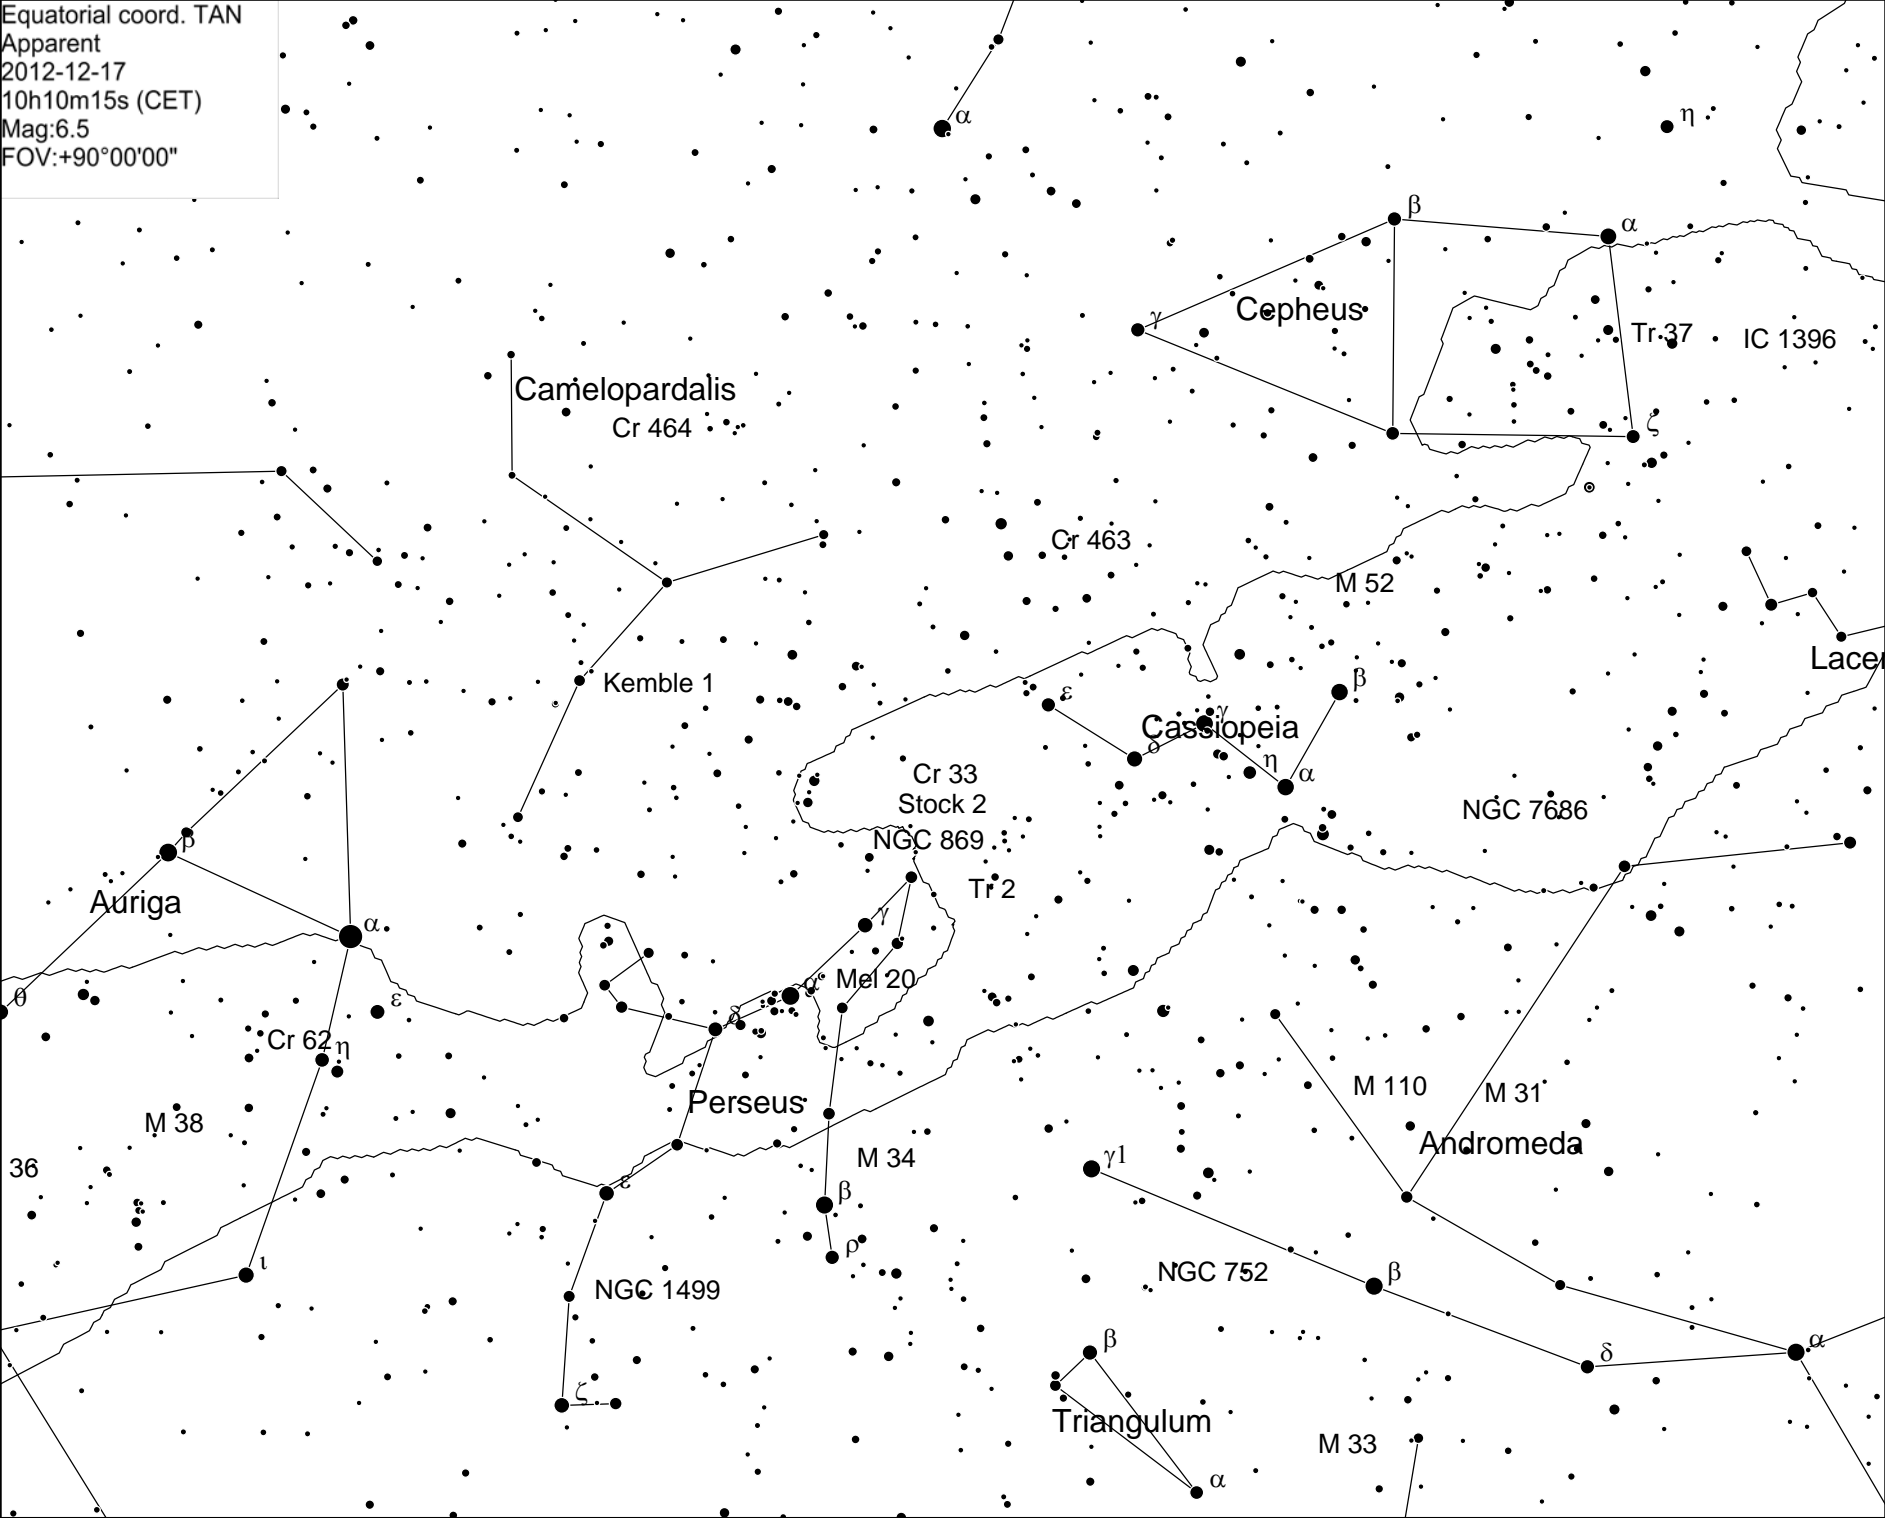 Equatorial coord. TAN
Apparent
2012-12-17
10h10m15s (CET)
Mag:6.5
FOV:+90°00'00"
α
η
β
α
γ
Cepheus
Tr 37
IC 1396
Camelopardalis
Cr 464
ζ
Cr 463
M 52
Kemble 1
ε
Cassiopeia
γ
β
δ
η
α
Cr 33
Stock 2
NGC 869
NGC 7686
Tr 2
β
Auriga
α
γ
Mel 20
α
θ
ε
δ
Cr 62
η
Perseus
M 110
M 31
M 38
Andromeda
36
M 34
γ1
ε
β
ρ
ι
NGC 1499
NGC 752
β
β
α
δ
ζ
Triangulum
M 33
α